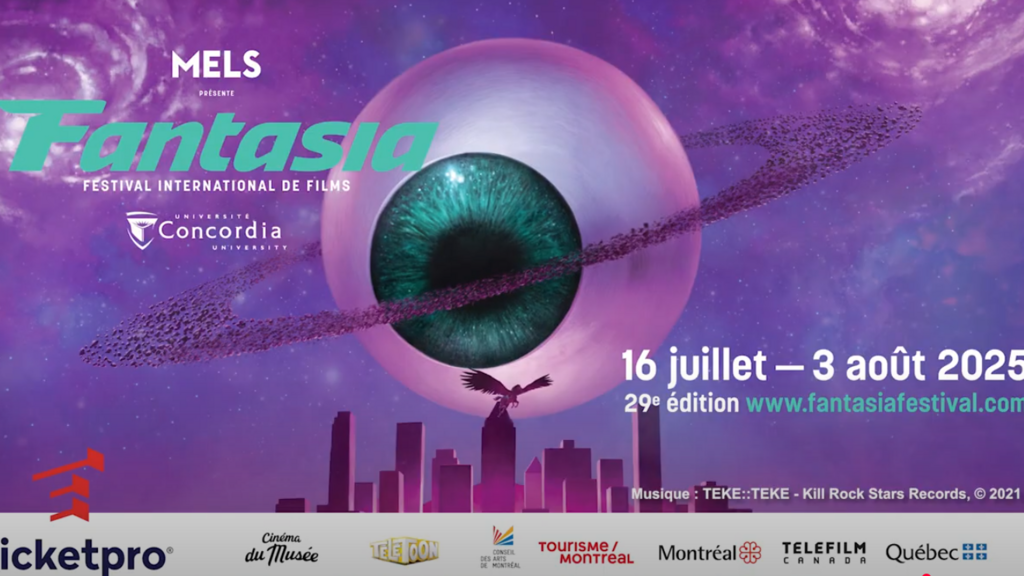 MELS
PRÉSENTE
Fantasia
FESTIVAL INTERNATIONAL DE FILMS
UNIVERSITÉ
Concordia
UNIVERSITY
16 juillet — 3 août 2025
29e édition www.fantasiafestival.com
Musique : TEKE::TEKE - Kill Rock Stars Records, © 2021
icketpro®
Cinéma
du Musée
TELETOON
CONSEIL
DES ARTS
DE MONTRÉAL
TOURISME /
MONTRÉAL
Montréal
TELEFILM
CANADA
Québec